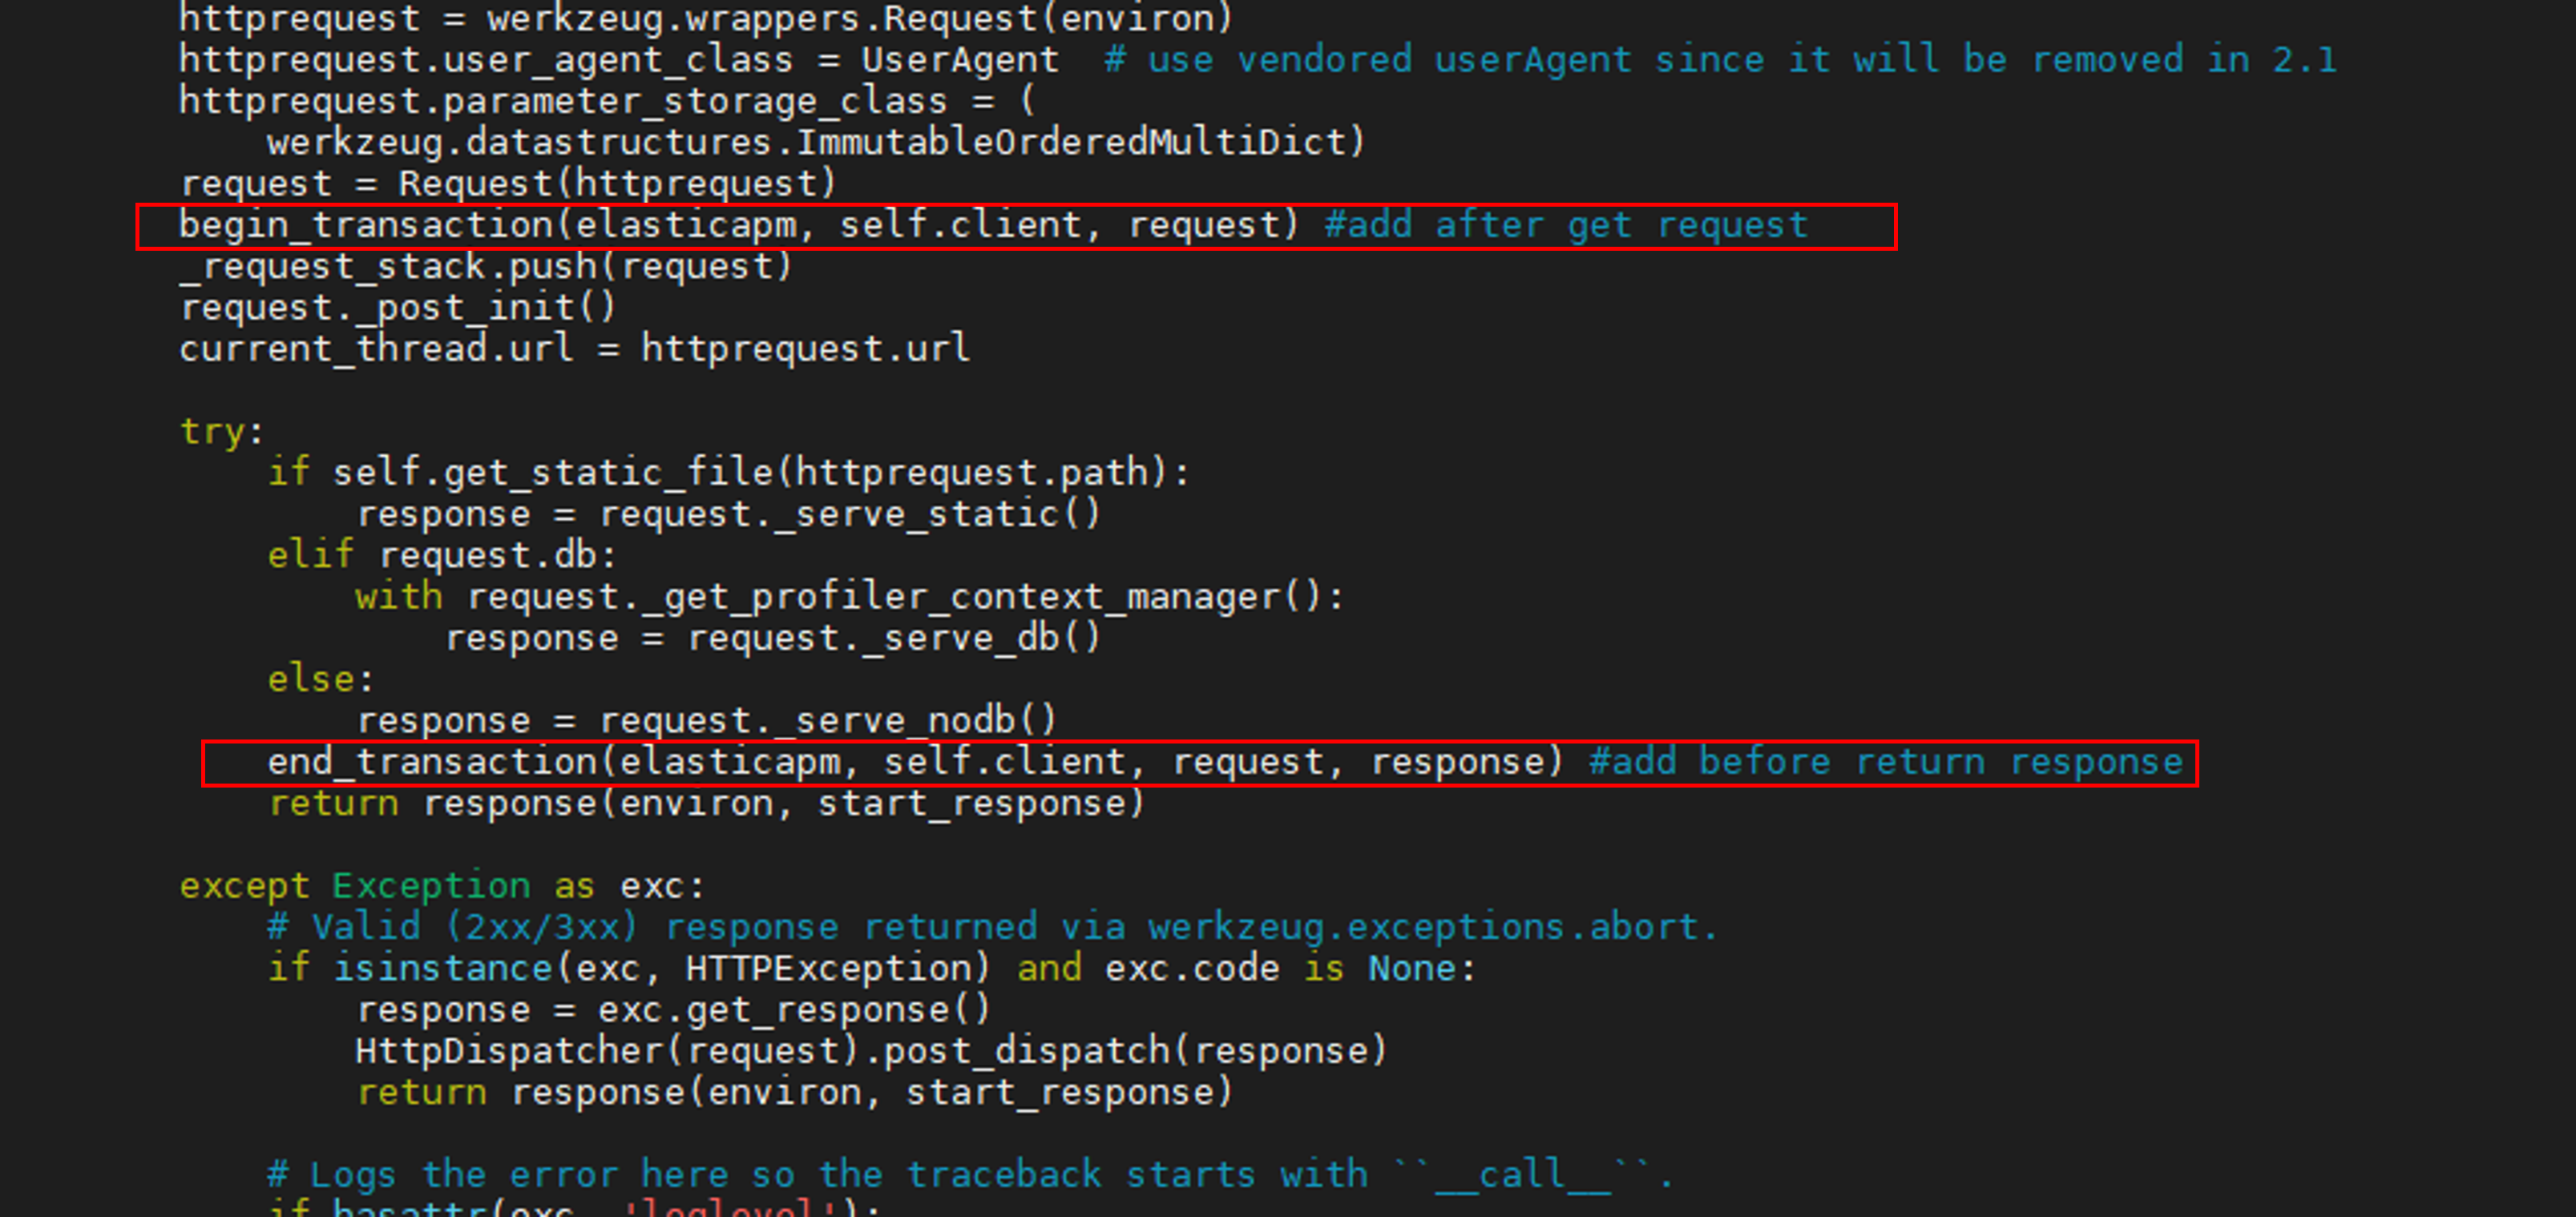 httprequest = werkzeug.wrappers.Request(environ)
httprequest.user_agent_class = UserAgent  # use vendored userAgent since it will be removed in 2.1
httprequest.parameter_storage_class = (
    werkzeug.datastructures.ImmutableOrderedMultiDict)
request = Request(httprequest)
begin_transaction(elasticapm, self.client, request) #add after get request
_request_stack.push(request)
request._post_init()
current_thread.url = httprequest.url

try:
    if self.get_static_file(httprequest.path):
        response = request._serve_static()
    elif request.db:
        with request._get_profiler_context_manager():
            response = request._serve_db()
    else:
        response = request._serve_nodb()
    end_transaction(elasticapm, self.client, request, response) #add before return response
    return response(environ, start_response)

except Exception as exc:
    # Valid (2xx/3xx) response returned via werkzeug.exceptions.abort.
    if isinstance(exc, HTTPException) and exc.code is None:
        response = exc.get_response()
        HttpDispatcher(request).post_dispatch(response)
        return response(environ, start_response)

    # Logs the error here so the traceback starts with ``__call__``.
    if hasattr(exc, 'loglevel'):